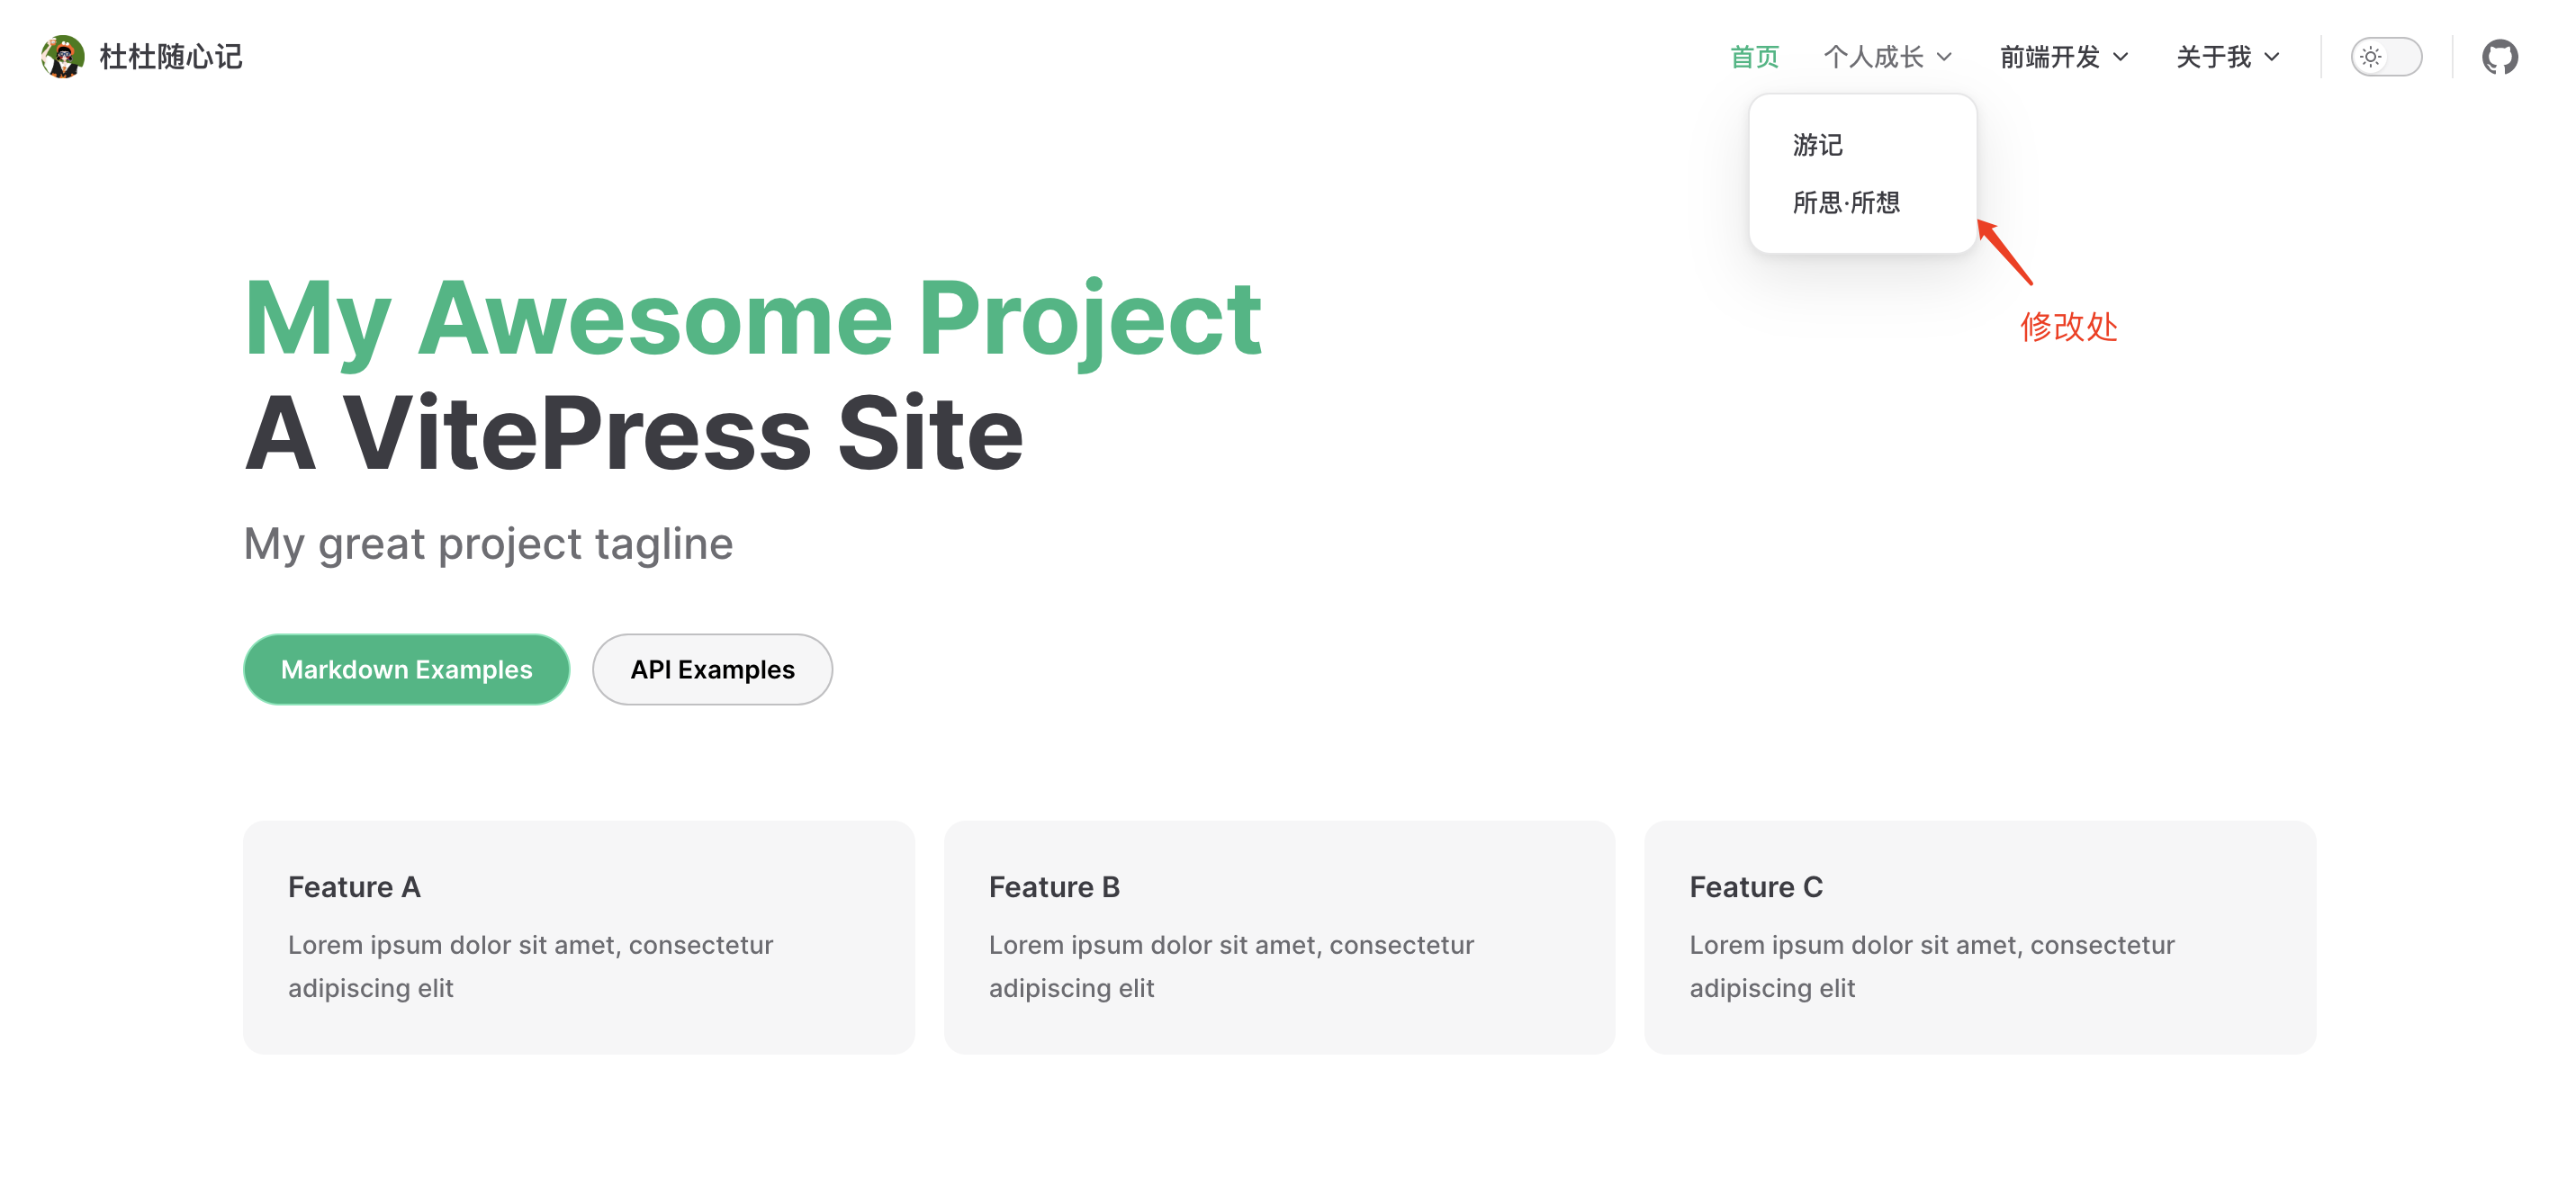 杜杜随心记
首页 个人成长 前端开发 关于我
游记
所思·所想
修改处
My Awesome Project
A VitePress Site
My great project tagline
Markdown Examples API Examples
Feature A
Lorem ipsum dolor sit amet, consectetur
adipiscing elit
Feature B
Lorem ipsum dolor sit amet, consectetur
adipiscing elit
Feature C
Lorem ipsum dolor sit amet, consectetur
adipiscing elit